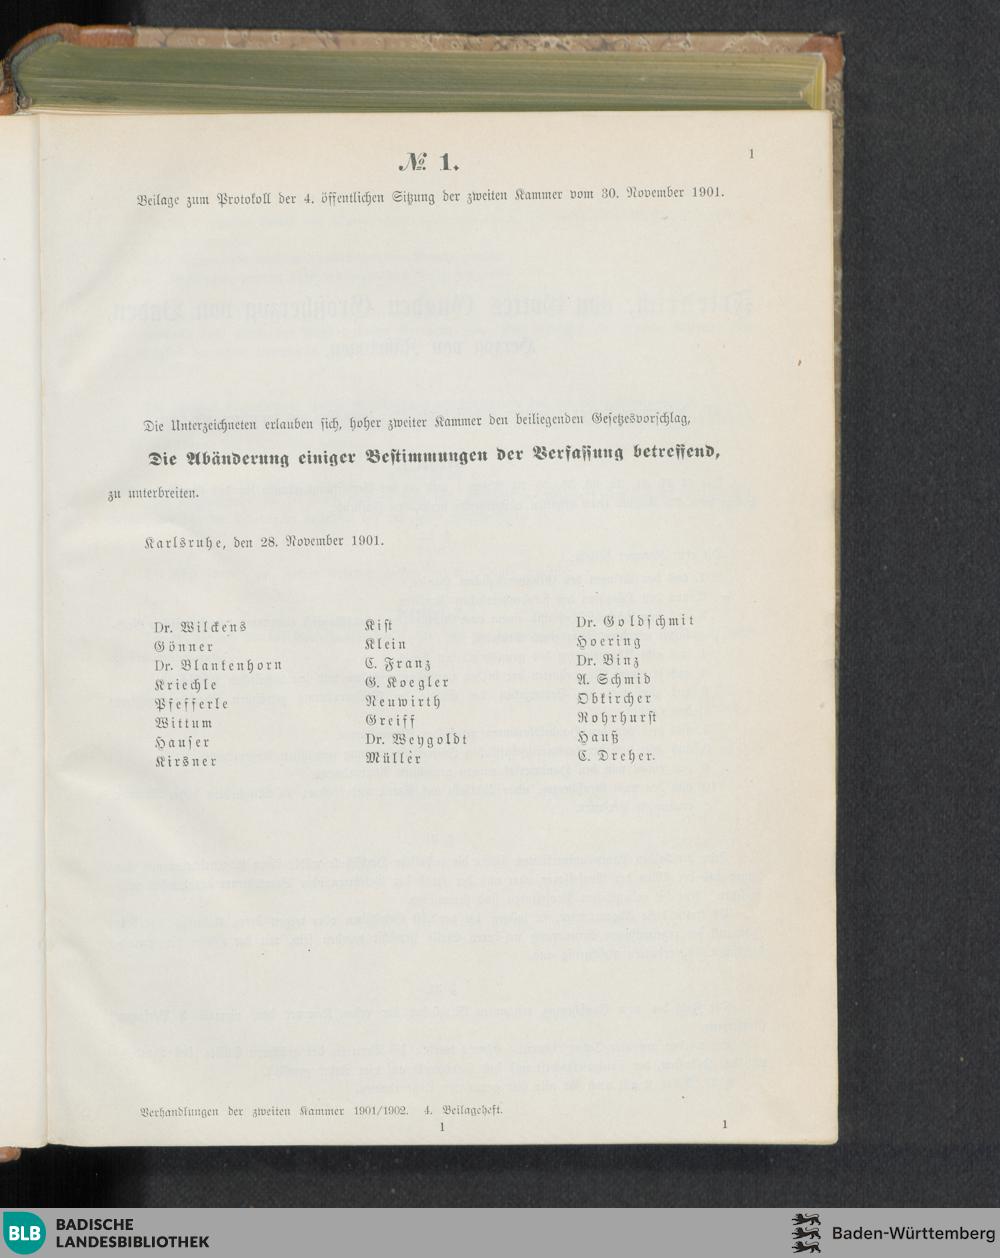 № 1.
1
Beilage zum Protokoll der 4. öffentlichen Sitzung der zweiten Kammer vom 30. November 1901.
Die Unterzeichneten erlauben sich, hoher zweiter Kammer den beiliegenden Gesetzesvorschlag,
Die Abänderung einiger Bestimmungen der Verfassung betreffend,
zu unterbreiten.
Karlsruhe, den 28. November 1901.
Dr. Wilckens
Gönner
Dr. Blankenhorn
Kriechle
Pfefferle
Wittum
Hauser
Kirsner
Kist
Klein
C. Franz
G. Koegler
Neuwirth
Greiff
Dr. Weygoldt
Müller
Dr. Goldschmit
Hoering
Dr. Binz
A. Schmid
Obkircher
Rohrhurst
Hauß
C. Dreher.
Verhandlungen der zweiten Kammer 1901/1902. 4. Beilageheft.
1
1
BLB BADISCHE
LANDESBIBLIOTHEK
Baden-Württemberg